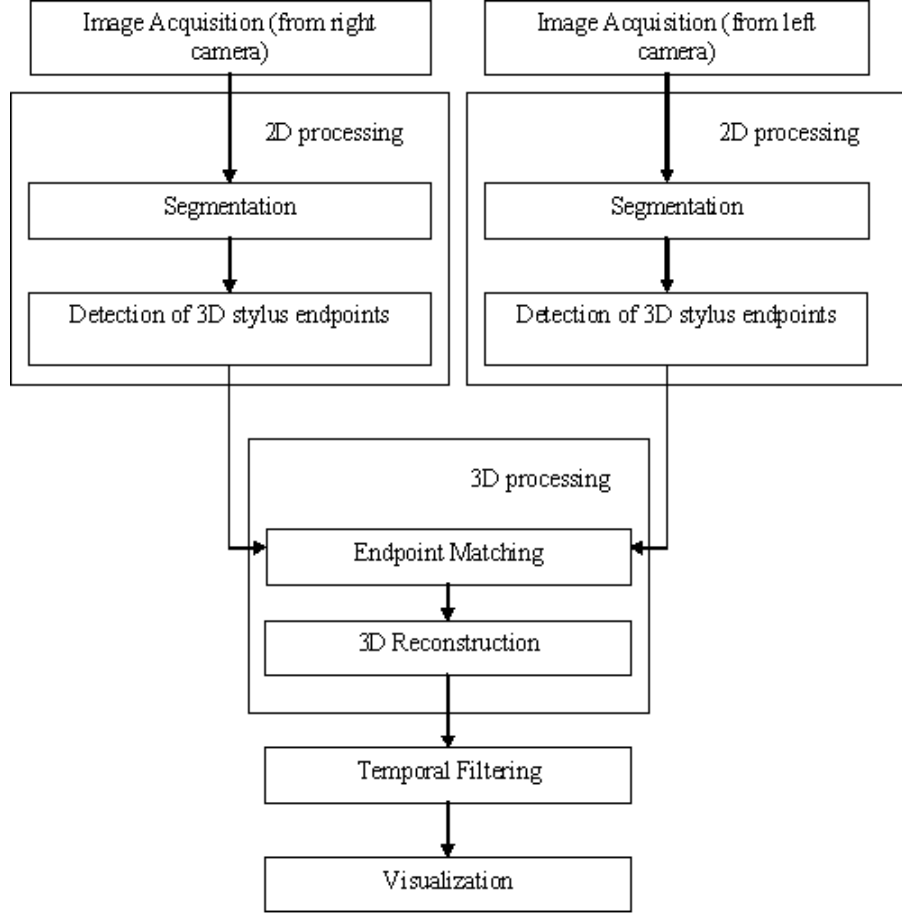 Image Acquisition (from right
camera)
Image Acquisition (from left
camera)
2D processing
2D processing
Segmentation
Segmentation
Detection of 3D stylus endpoints
Detection of 3D stylus endpoints
3D processing
Endpoint Matching
3D Reconstruction
Temporal Filtering
Visualization